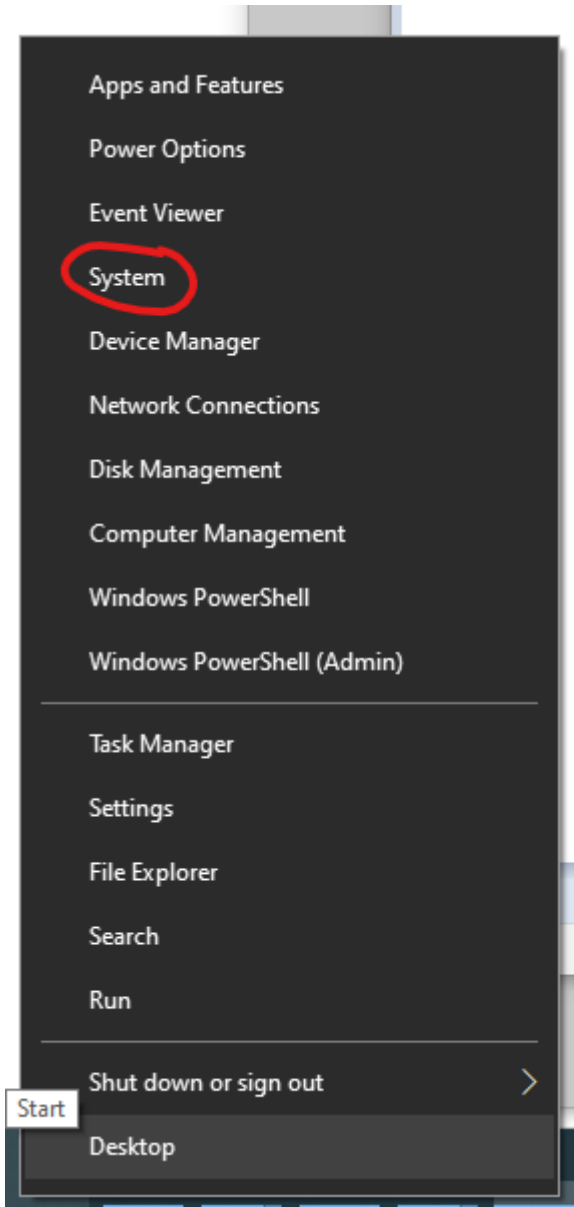 Apps and Features
Power Options
Event Viewer
System
Device Manager
Network Connections
Disk Management
Computer Management
Windows PowerShell
Windows PowerShell (Admin)
Task Manager
Settings
File Explorer
Search
Run
Shut down or sign out
Start
Desktop